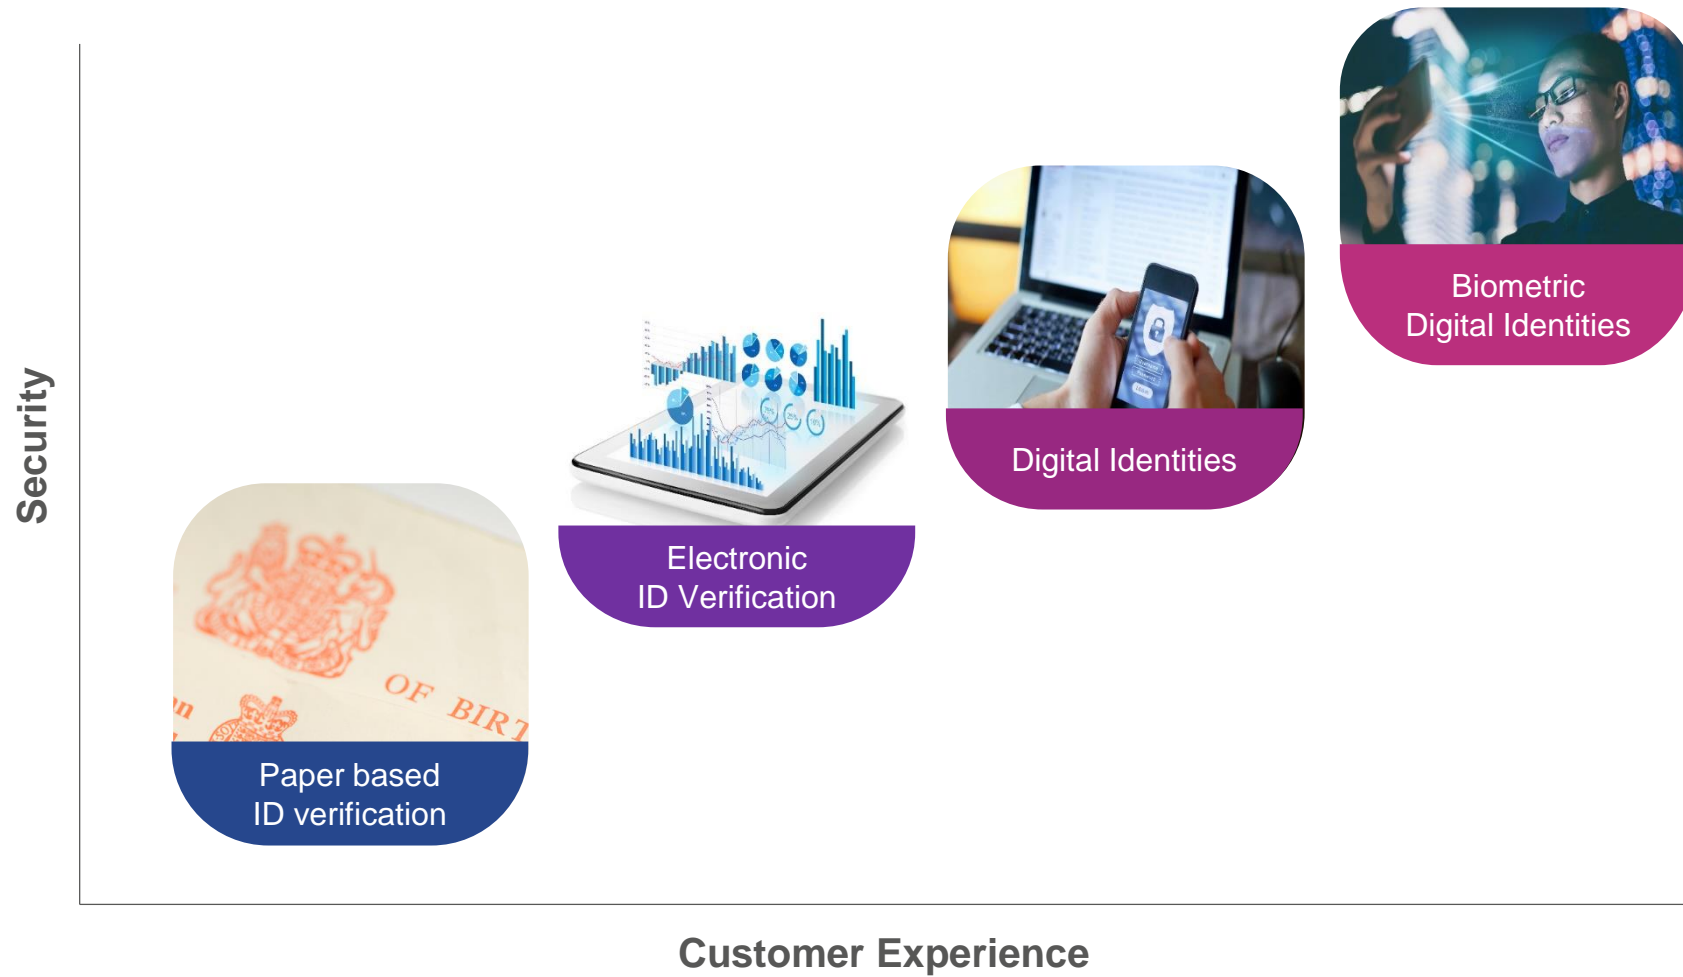 Security
Biometric
Digital Identities
Digital Identities
Electronic
ID Verification
OF BIRT
Paper based
ID verification
Customer Experience